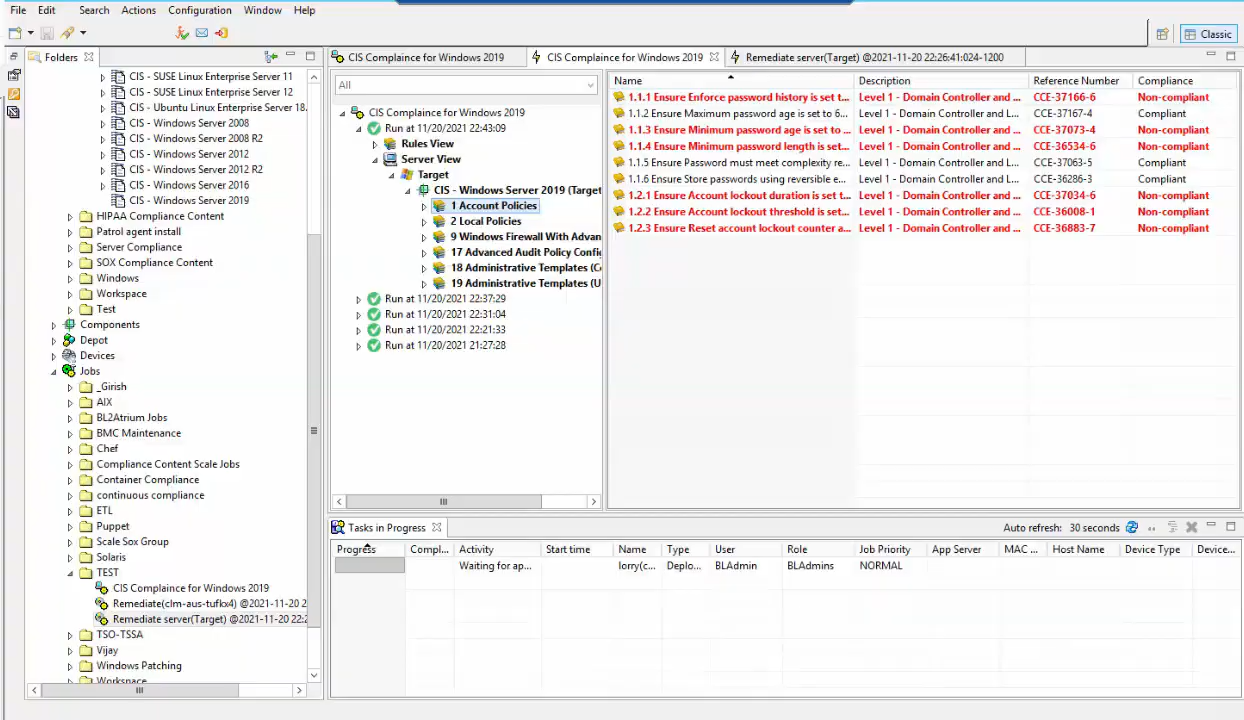 File Edit Search Actions Configuration Window Help
Classic
Folders
CIS - SUSE Linux Enterprise Server 11
CIS - SUSE Linux Enterprise Server 12
CIS - Ubuntu Linux Enterprise Server 18.
CIS - Windows Server 2008
CIS - Windows Server 2008 R2
CIS - Windows Server 2012
CIS - Windows Server 2012 R2
CIS - Windows Server 2016
CIS - Windows Server 2019
HIPAA Compliance Content
Patrol agent install
Server Compliance
SOX Compliance Content
Windows
Workspace
Test
Components
Depot
Devices
Jobs
_Girish
AIX
BL2Atrium Jobs
BMC Maintenance
Chef
Compliance Content Scale Jobs
Container Compliance
continuous compliance
ETL
Puppet
Scale Sox Group
Solaris
TEST
CIS Complaince for Windows 2019
Remediate(clm-aus-tufkx4) @2021-11-20 2
Remediate server(Target) @2021-11-20 22:2
TSO-TSSA
Vijay
Windows Patching
Workspace
CIS Complaince for Windows 2019
CIS Complaince for Windows 2019
Remediate server(Target) @2021-11-20 22:26:41:024-1200
All
CIS Complaince for Windows 2019
Run at 11/20/2021 22:43:09
Rules View
Server View
Target
CIS - Windows Server 2019 (Target
1 Account Policies
2 Local Policies
9 Windows Firewall With Advan
17 Advanced Audit Policy Config
18 Administrative Templates (Co
19 Administrative Templates (U
Run at 11/20/2021 22:37:29
Run at 11/20/2021 22:31:04
Run at 11/20/2021 22:21:33
Run at 11/20/2021 21:27:28
Name Description Reference Number Compliance
1.1.1 Ensure Enforce password history is set t... Level 1 - Domain Controller and ... CCE-37166-6 Non-compliant
1.1.2 Ensure Maximum password age is set to 6... Level 1 - Domain Controller and L... CCE-37167-4 Compliant
1.1.3 Ensure Minimum password age is set to ... Level 1 - Domain Controller and ... CCE-37073-4 Non-compliant
1.1.4 Ensure Minimum password length is set... Level 1 - Domain Controller and ... CCE-36534-6 Non-compliant
1.1.5 Ensure Password must meet complexity re... Level 1 - Domain Controller and L... CCE-37063-5 Compliant
1.1.6 Ensure Store passwords using reversible e... Level 1 - Domain Controller and L... CCE-36286-3 Compliant
1.2.1 Ensure Account lockout duration is set t... Level 1 - Domain Controller and ... CCE-37034-6 Non-compliant
1.2.2 Ensure Account lockout threshold is set... Level 1 - Domain Controller and ... CCE-36008-1 Non-compliant
1.2.3 Ensure Reset account lockout counter a... Level 1 - Domain Controller and ... CCE-36883-7 Non-compliant
Tasks in Progress
Auto refresh: 30 seconds
Progress Compl... Activity Start time Name Type User Role Job Priority App Server MAC ... Host Name Device Type Device...
Waiting for ap... lorry(c... Deplo... BLAdmin BLAdmins NORMAL